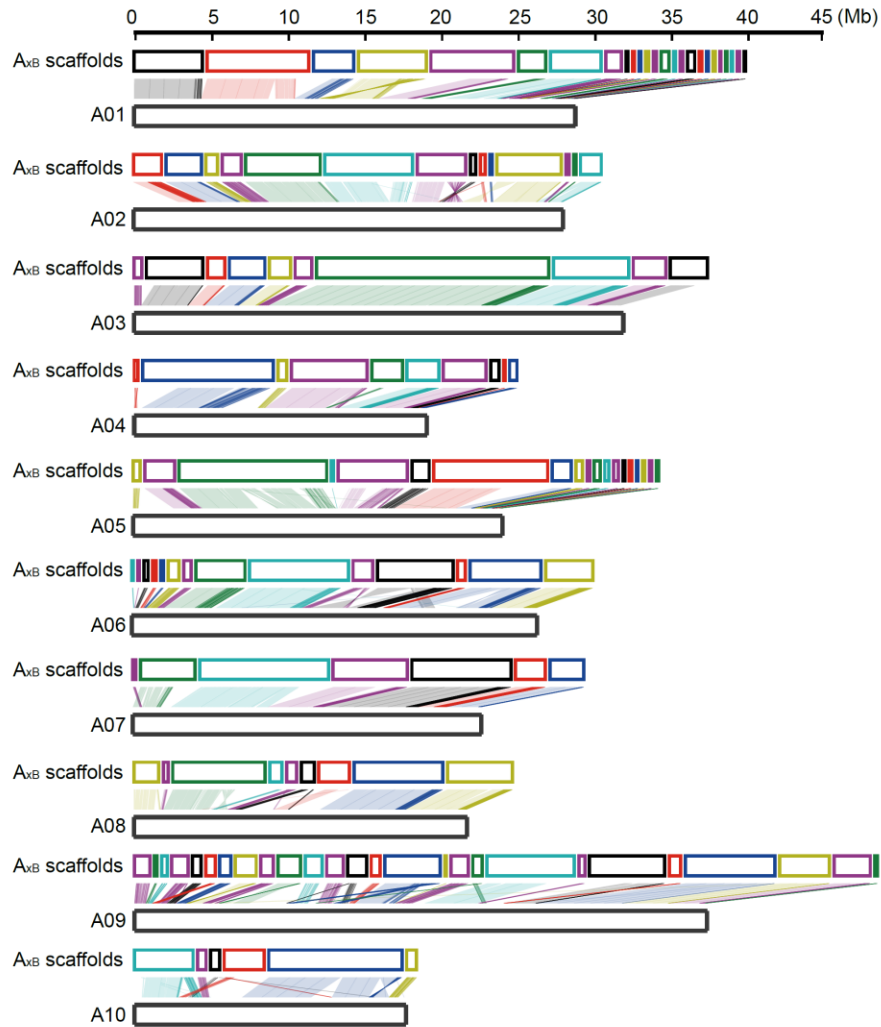 0 5 10 15 20 25 30 35 40 45 (Mb)
AxB scaffolds
A01
AxB scaffolds
A02
AxB scaffolds
A03
AxB scaffolds
A04
AxB scaffolds
A05
AxB scaffolds
A06
AxB scaffolds
A07
AxB scaffolds
A08
AxB scaffolds
A09
AxB scaffolds
A10